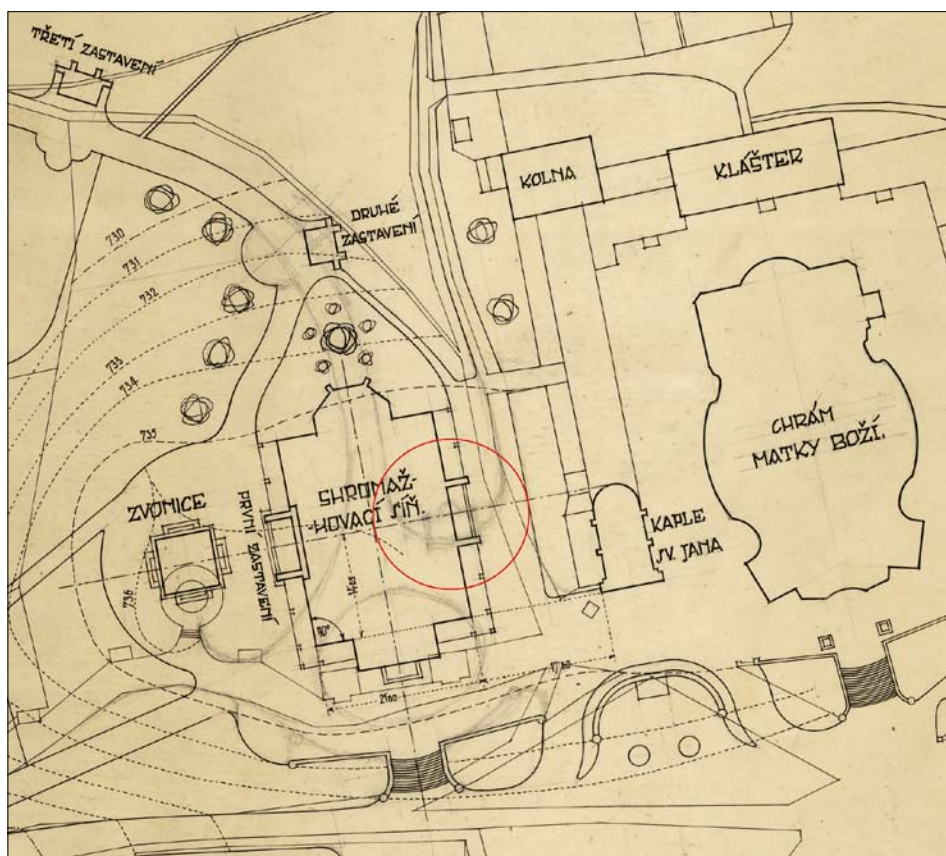 TŘETÍ ZASTAVENÍ
KOLNA
KLÁŠTER
DRUHÉ
ZASTAVENÍ
730
731
732
733
734
735
736
CHRÁM
MATKY BOŽÍ.
SHROMAŽ-
-HOVACÍ SÍŇ.
ZVONICE
PRVNÍ ZASTAVENÍ
KAPLE
SV. JANA
90°